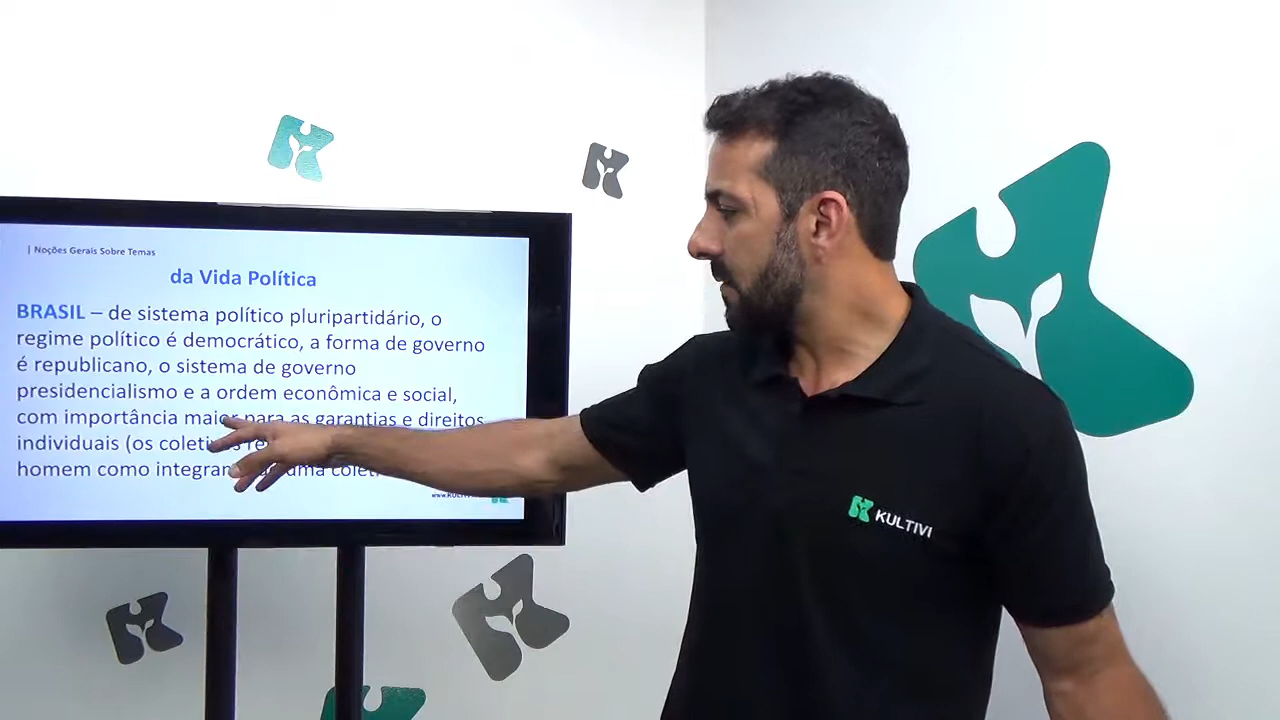 | Noções Gerais Sobre Temas
da Vida Política
BRASIL – de sistema político pluripartidário, o
regime político é democrático, a forma de governo
é republicano, o sistema de governo
presidencialismo e a ordem econômica e social,
com importância maior para as garantias e direitos
individuais (os
homem como uma
KULTIVI